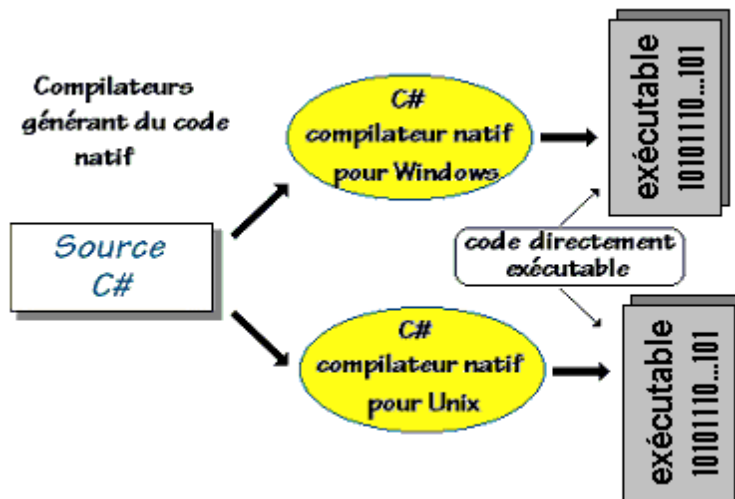 Compilateurs
générant du code
natif
C#
compilateur natif
pour Windows
exécutable
10101110...101
Source
C#
code directement
exécutable
C#
compilateur natif
pour Unix
exécutable
10101110...101